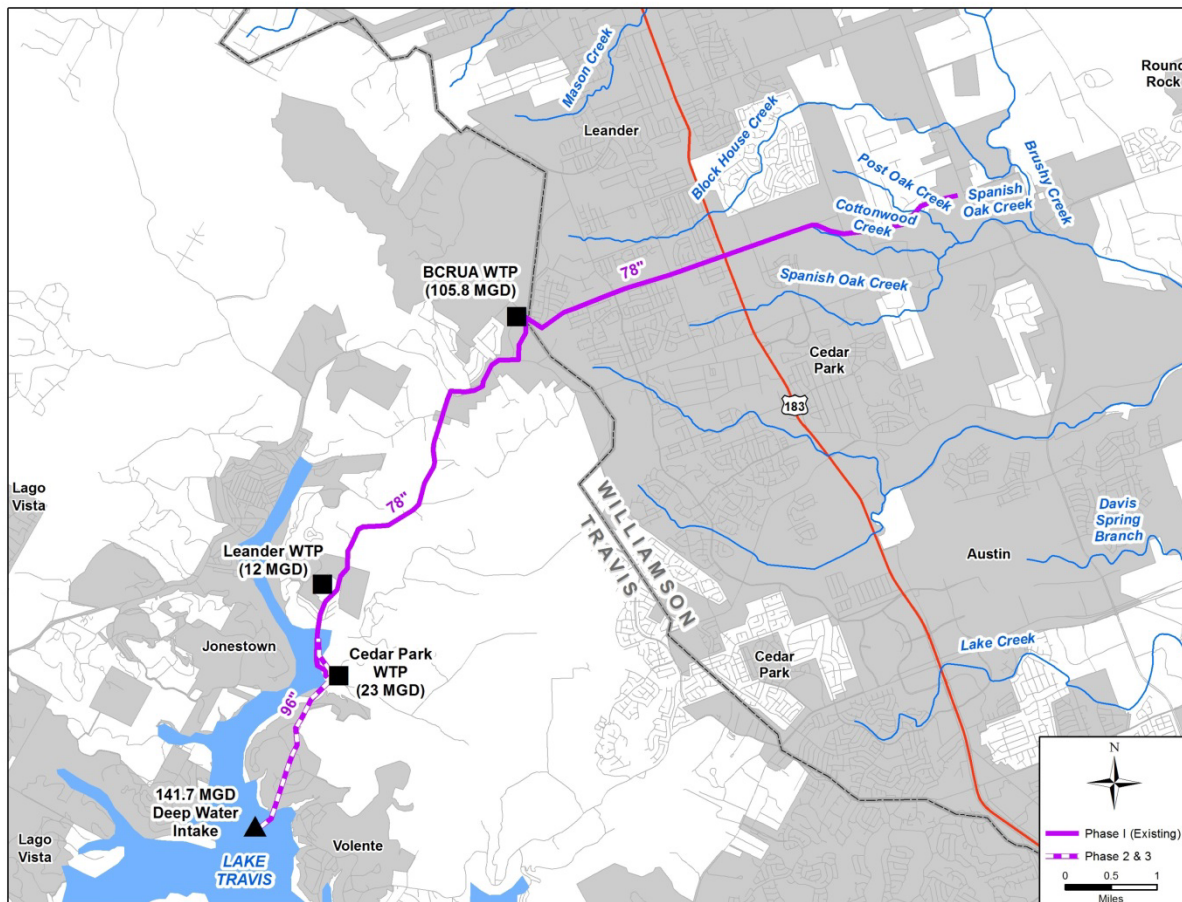 Mason Creek
Round
Rock
Leander
Block House Creek
Post Oak Creek
Brushy Creek
Spanish
Oak Creek
Cottonwood
Creek
BCRUA WTP
(105.8 MGD)
78"
Spanish Oak Creek
Cedar
Park
183
78"
Lago
Vista
WILLIAMSON
TRAVIS
Davis
Spring
Branch
Leander WTP
(12 MGD)
Austin
Jonestown
Cedar Park
WTP
(23 MGD)
Lake Creek
Cedar
Park
96"
141.7 MGD
Deep Water
Intake
Lago
Vista
LAKE
TRAVIS
Volente
N
Phase I (Existing)
Phase 2 & 3
0 0.5 1
Miles